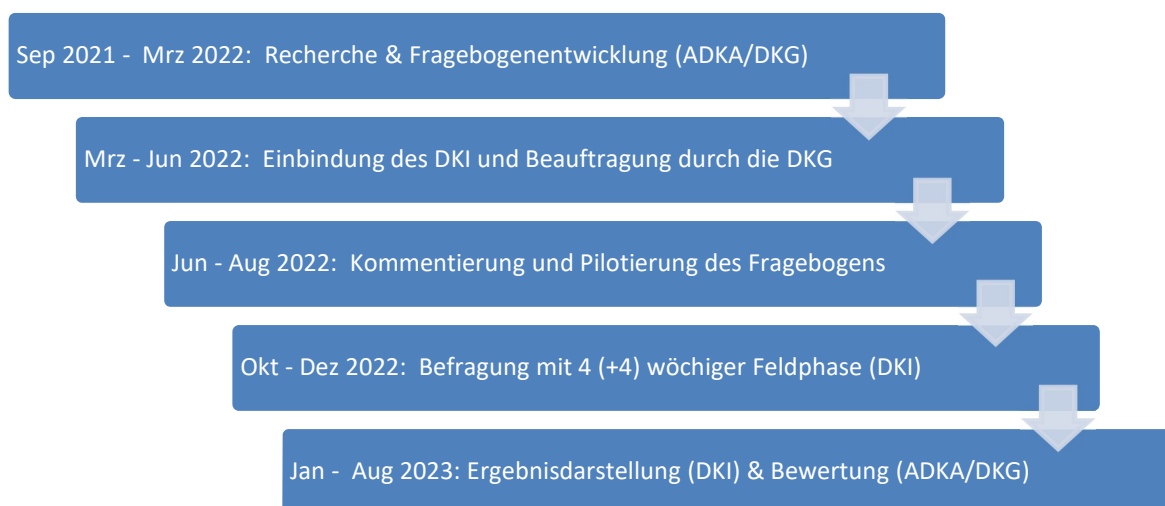 Sep 2021 - Mrz 2022: Recherche & Fragebogenentwicklung (ADKA/DKG)
Mrz - Jun 2022: Einbindung des DKI und Beauftragung durch die DKG
Jun - Aug 2022: Kommentierung und Pilotierung des Fragebogens
Okt - Dez 2022: Befragung mit 4 (+4) wöchiger Feldphase (DKI)
Jan - Aug 2023: Ergebnisdarstellung (DKI) & Bewertung (ADKA/DKG)